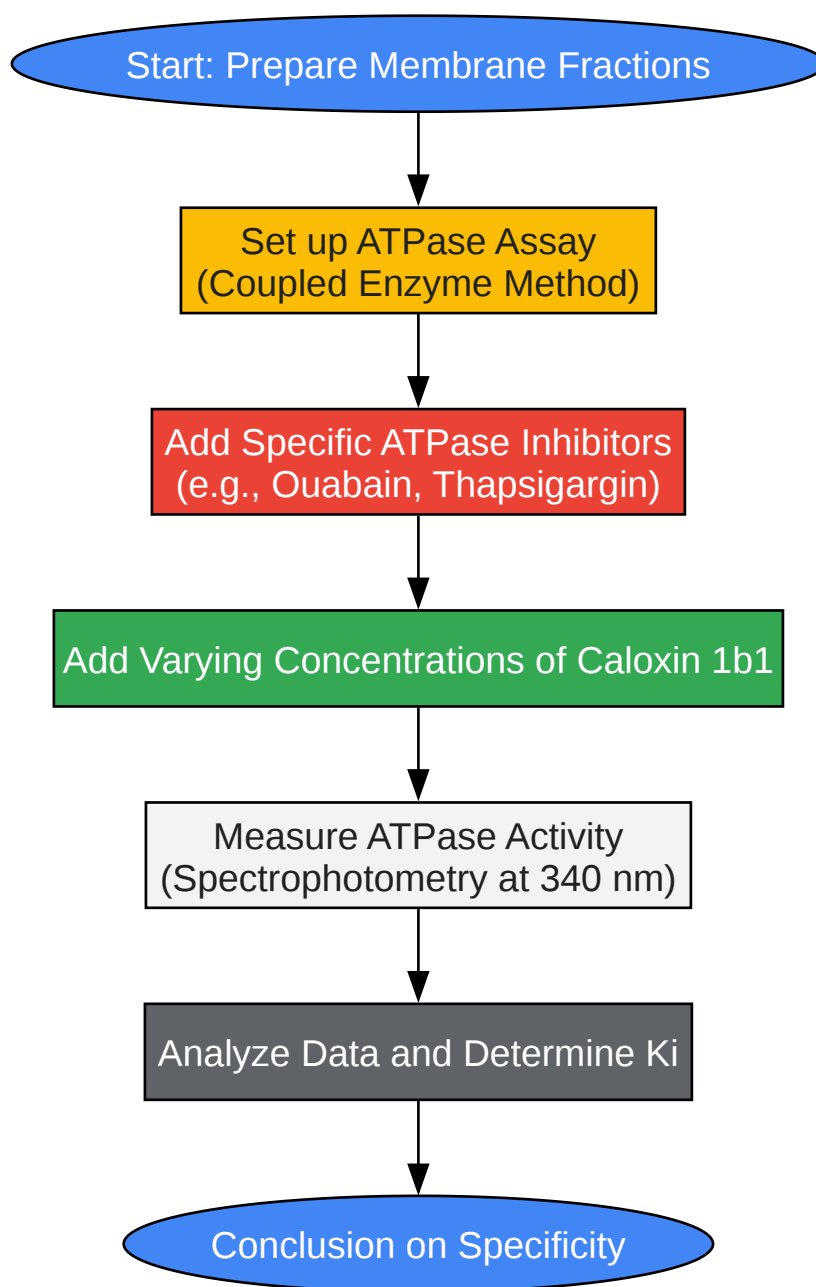 Start: Prepare Membrane Fractions
Set up ATPase Assay
(Coupled Enzyme Method)
Add Specific ATPase Inhibitors
(e.g., Ouabain, Thapsigargin)
Add Varying Concentrations of Caloxin 1b1
Measure ATPase Activity
(Spectrophotometry at 340 nm)
Analyze Data and Determine Ki
Conclusion on Specificity